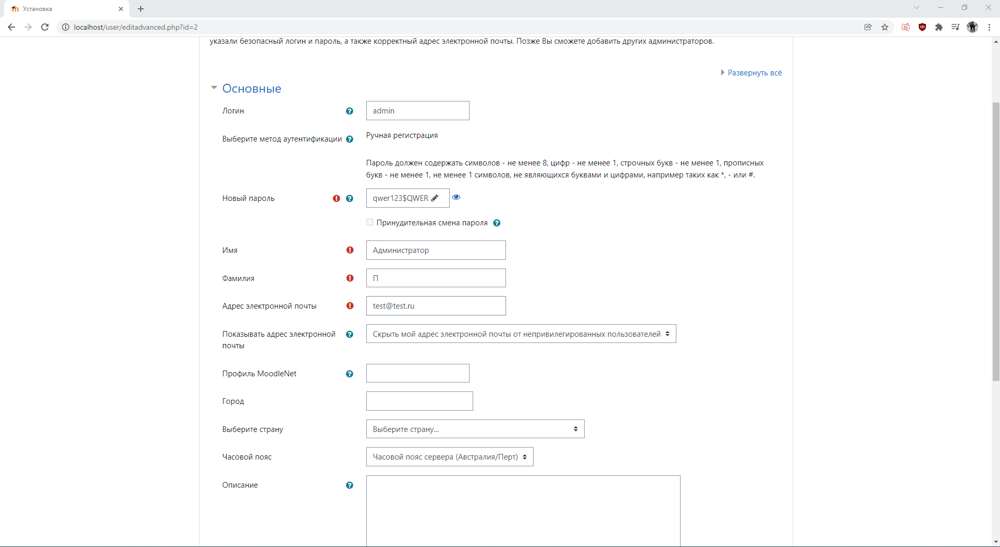 Установка
localhost/user/editadvanced.php?id=2
указали безопасный логин и пароль, а также корректный адрес электронной почты. Позже Вы сможете добавить других администраторов.
Развернуть всё
Основные
Логин
admin
Выберите метод аутентификации
Ручная регистрация
Пароль должен содержать символов - не менее 8, цифр - не менее 1, строчных букв - не менее 1, прописных
букв - не менее 1, не менее 1 символов, не являющихся буквами и цифрами, например таких как *, - или #.
Новый пароль
qwer123$QWER
Принудительная смена пароля
Имя
Администратор
Фамилия
П
Адрес электронной почты
test@test.ru
Показывать адрес электронной
почты
Скрыть мой адрес электронной почты от непривилегированных пользователей
Профиль MoodleNet
Город
Выберите страну
Выберите страну...
Часовой пояс
Часовой пояс сервера (Австралия/Перт)
Описание